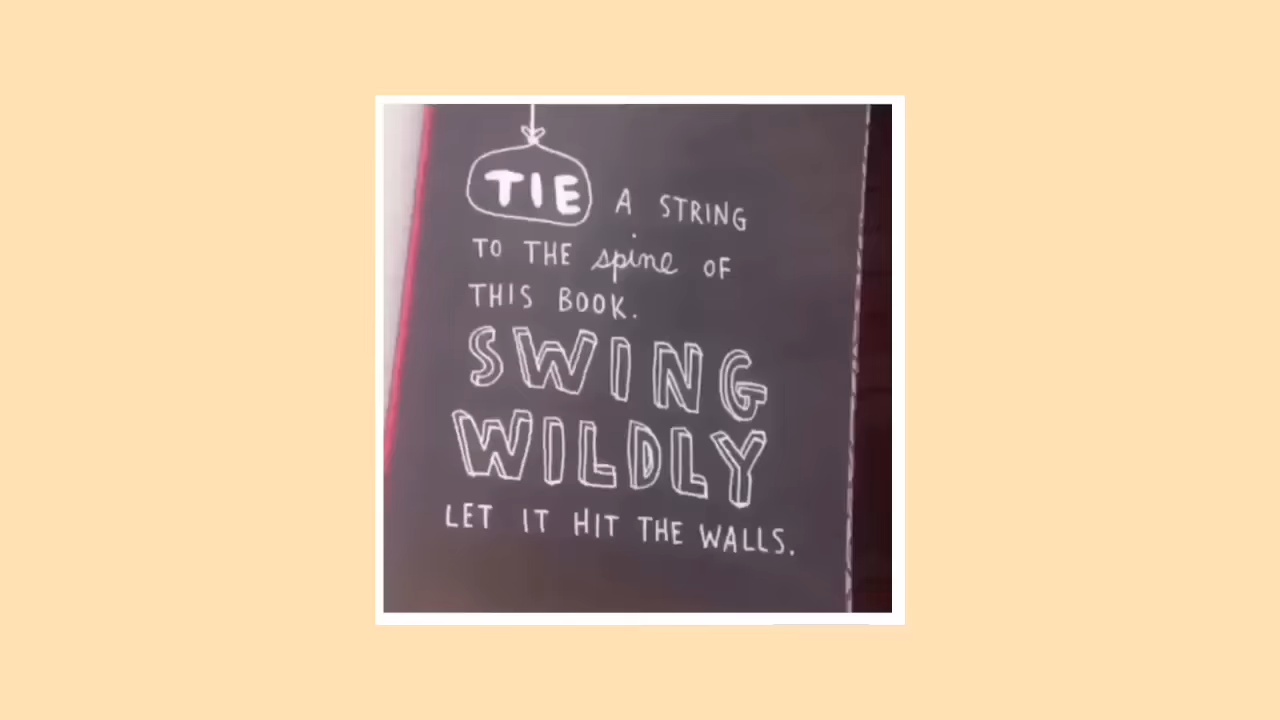 TIE A STRING
TO THE spine OF
THIS BOOK.
SWING
WILDLY
LET IT HIT THE WALLS.